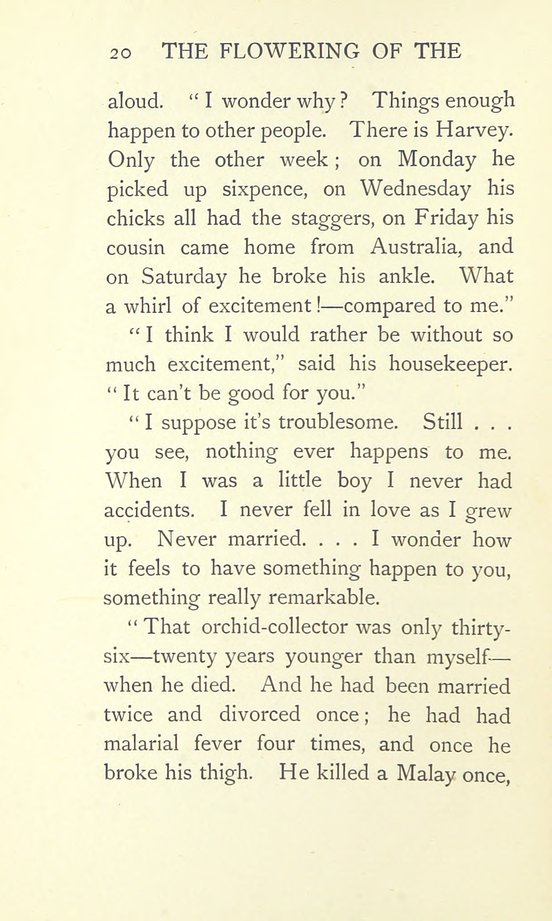 20 THE FLOWERING OF THE
aloud. “ I wonder why ? Things enough
happen to other people. There is Harvey.
Only the other week ; on Monday he
picked up sixpence, on Wednesday his
chicks all had the staggers, on Friday his
cousin came home from Australia, and
on Saturday he broke his ankle. What
a whirl of excitement !—compared to me.”
“ I think I would rather be without so
much excitement,” said his housekeeper.
“ It can't be good for you.”
“ I suppose it's troublesome. Still . . .
you see, nothing ever happens to me.
When I was a little boy I never had
accidents. I never fell in love as I grew
up. Never married. . . . I wonder how
it feels to have something happen to you,
something really remarkable.
“ That orchid-collector was only thirty-
six—twenty years younger than myself—
when he died. And he had been married
twice and divorced once ; he had had
malarial fever four times, and once he
broke his thigh. He killed a Malay once,